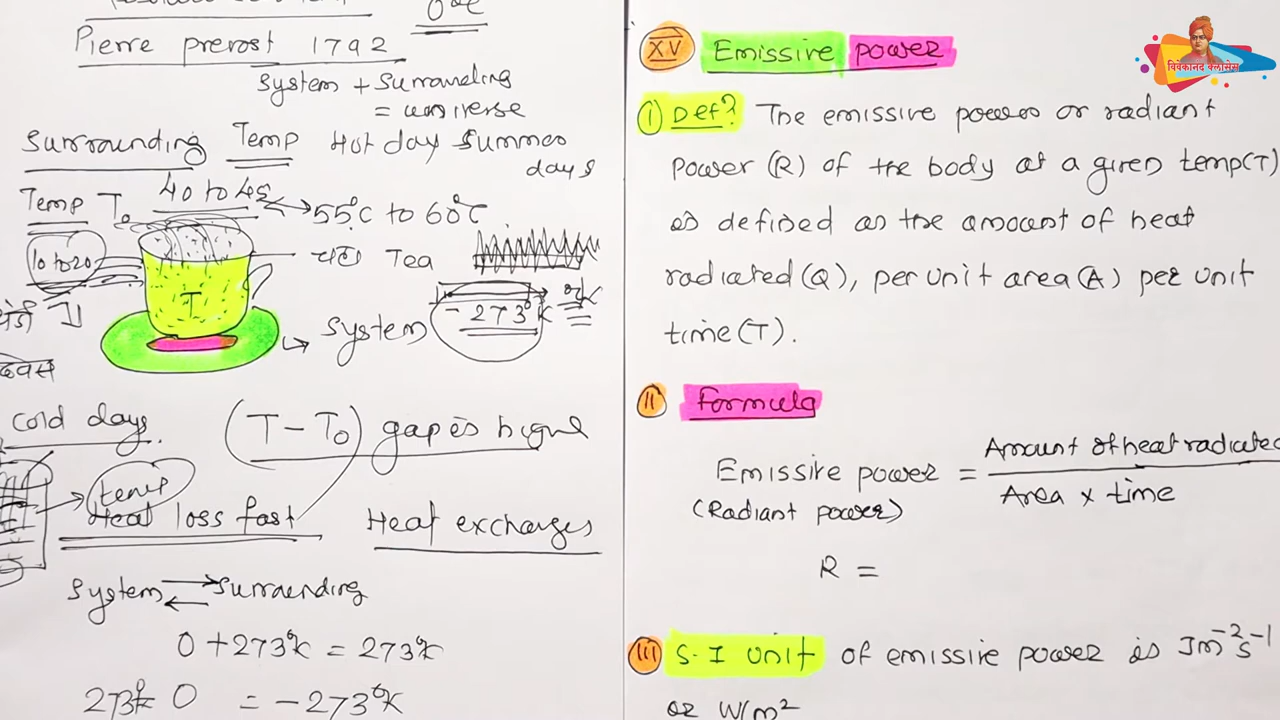 0°C
Pierre prevost 1792
System + Surrounding
= universe
Surrounding Temp Hot day Summer
days
Temp T₀ 40 to 45
55°C to 60°C
10 to 20
चहा Tea
T
-273°K
System
दिवस
cold days.
(T - T₀) gap is high
temp
Heat loss fast
Heat exchanges
System Surrounding
0 + 273°K = 273°K
273°K 0 = -273°K
विवेकानंद क्लासेस
XV Emissive power
I Def? The emissive power or radiant
Power (R) of the body at a given temp(T)
is defined as the amount of heat
radiated (Q), per unit area (A) per unit
time (T).
II Formula
Emissive power = Amount of heat radiated
Area × time
(Radiant power)
R =
III S.I unit of emissive power is Jm⁻²s⁻¹
or W/m²